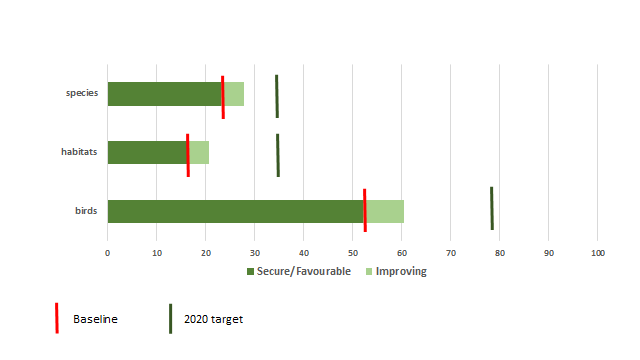 species
habitats
birds
0 10 20 30 40 50 60 70 80 90 100
Secure/Favourable Improving
Baseline 2020 target